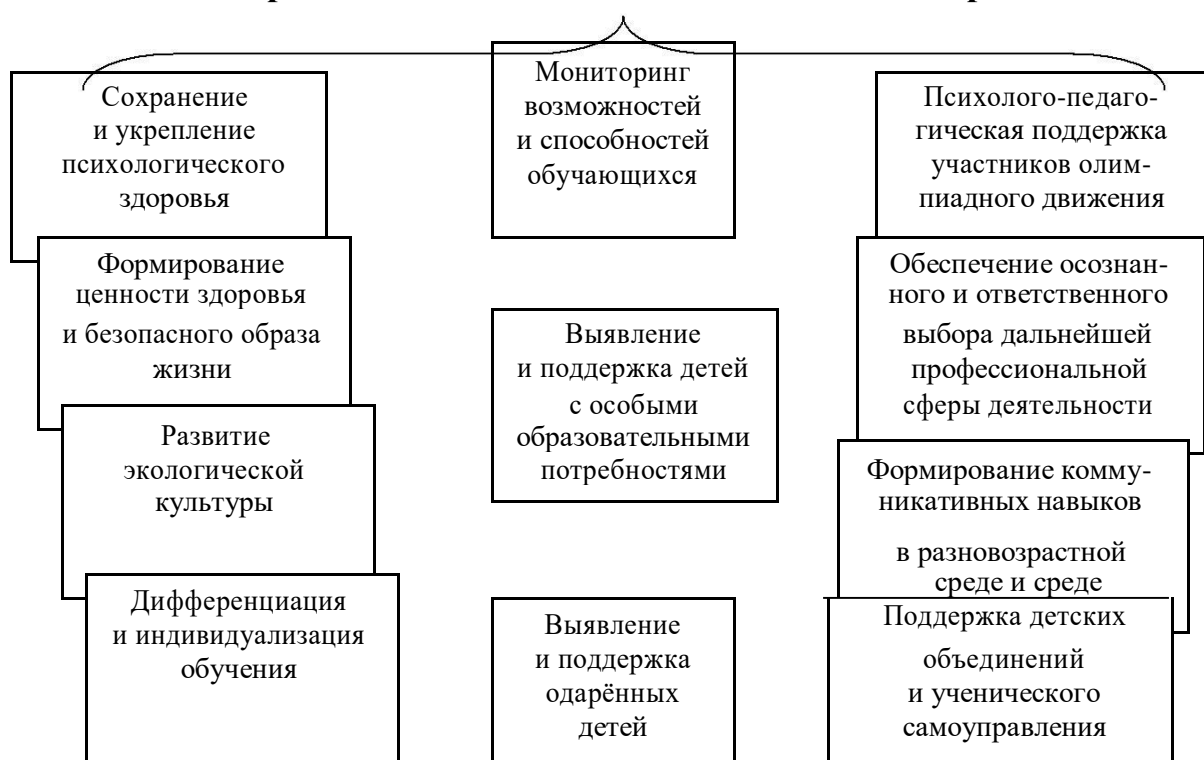 Сохранение
и укрепление
психологического
здоровья
Формирование
ценности здоровья
и безопасного образа
жизни
Развитие
экологической
культуры
Дифференциация
и индивидуализация
обучения
Мониторинг
возможностей
и способностей
обучающихся
Выявление
и поддержка детей
с особыми
образовательными
потребностями
Выявление
и поддержка
одарённых
детей
Психолого-педаго-
гическая поддержка
участников олим-
пиадного движения
Обеспечение осознан-
ного и ответственного
выбора дальнейшей
профессиональной
сферы деятельности
Формирование комму-
никативных навыков
в разновозрастной
среде и среде
Поддержка детских
объединений
и ученического
самоуправления